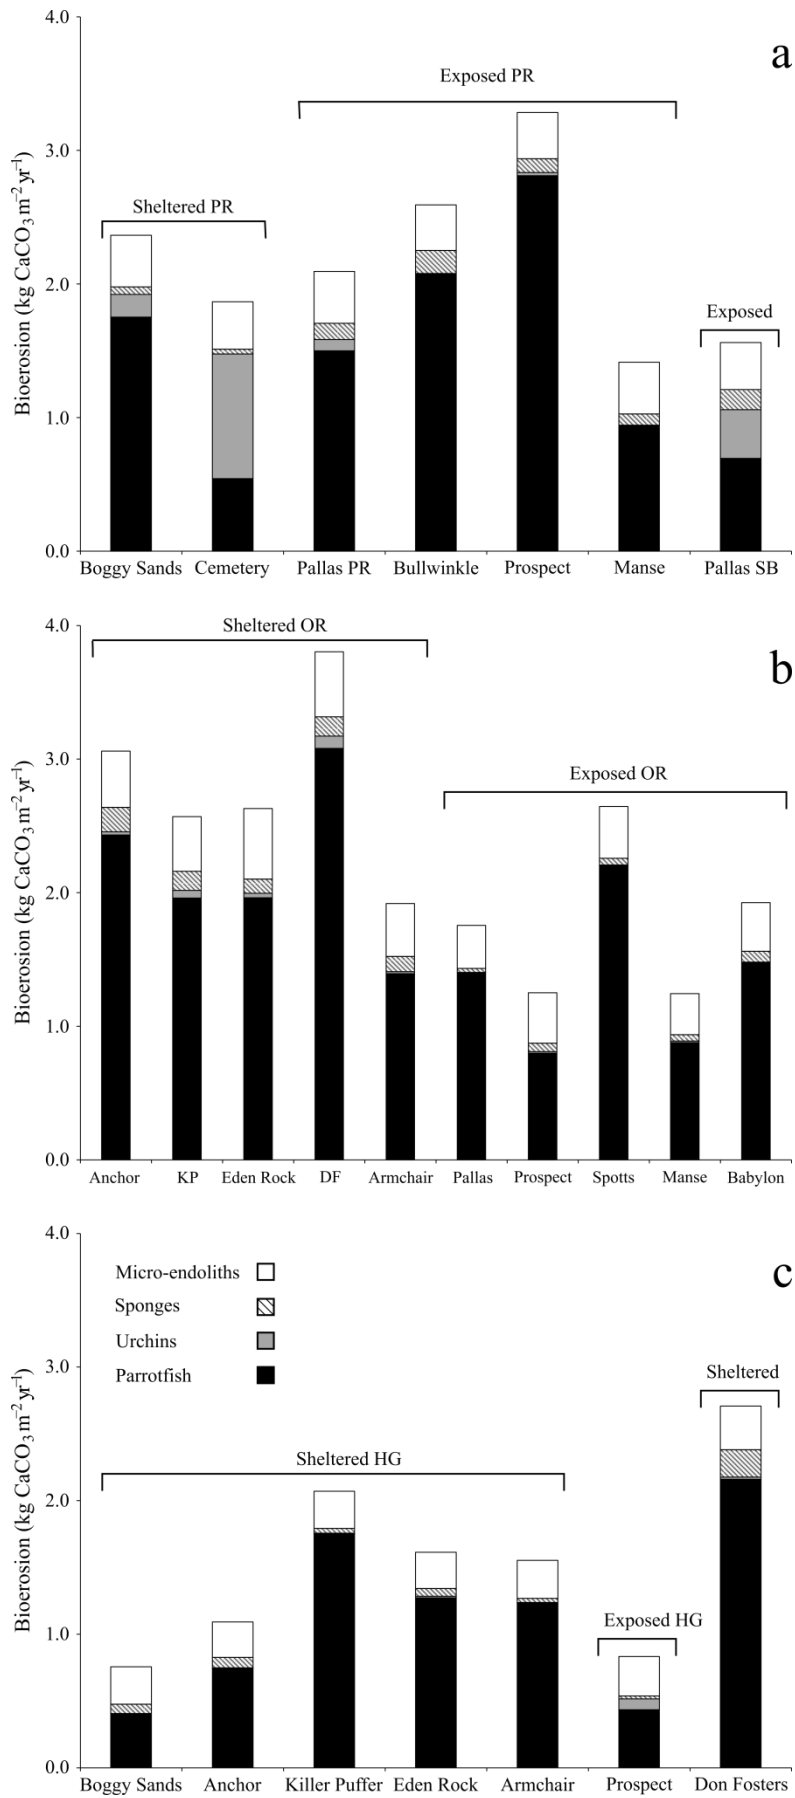 4.0
a
Exposed PR
3.0
Sheltered PR
Bioerosion (kg CaCO3 m−2 yr−1)
2.0
Exposed
1.0
0.0
Boggy Sands Cemetery Pallas PR Bullwinkle Prospect Manse Pallas SB
4.0
Sheltered OR
b
3.0
Exposed OR
Bioerosion (kg CaCO3 m−2 yr−1)
2.0
1.0
0.0
Anchor KP Eden Rock DF Armchair Pallas Prospect Spotts Manse Babylon
4.0
c
Micro-endoliths
Sponges
Urchins
Parrotfish
3.0
Sheltered
Sheltered HG
Bioerosion (kg CaCO3 m−2 yr−1)
2.0
Exposed HG
1.0
0.0
Boggy Sands Anchor Killer Puffer Eden Rock Armchair Prospect Don Fosters